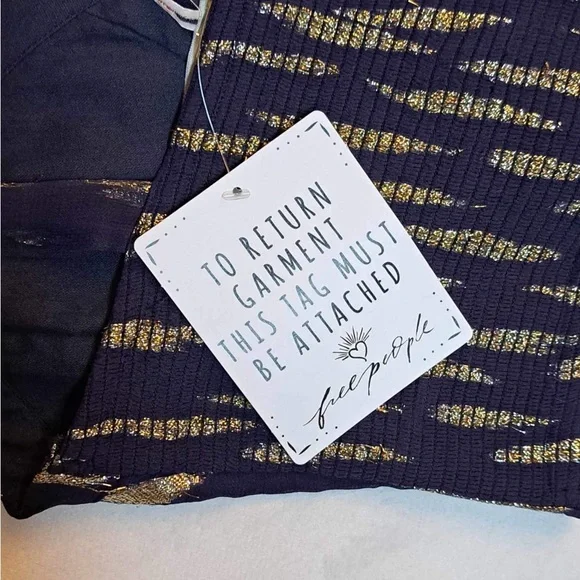 TO RETURN
GARMENT
THIS TAG MUST
BE ATTACHED
free people